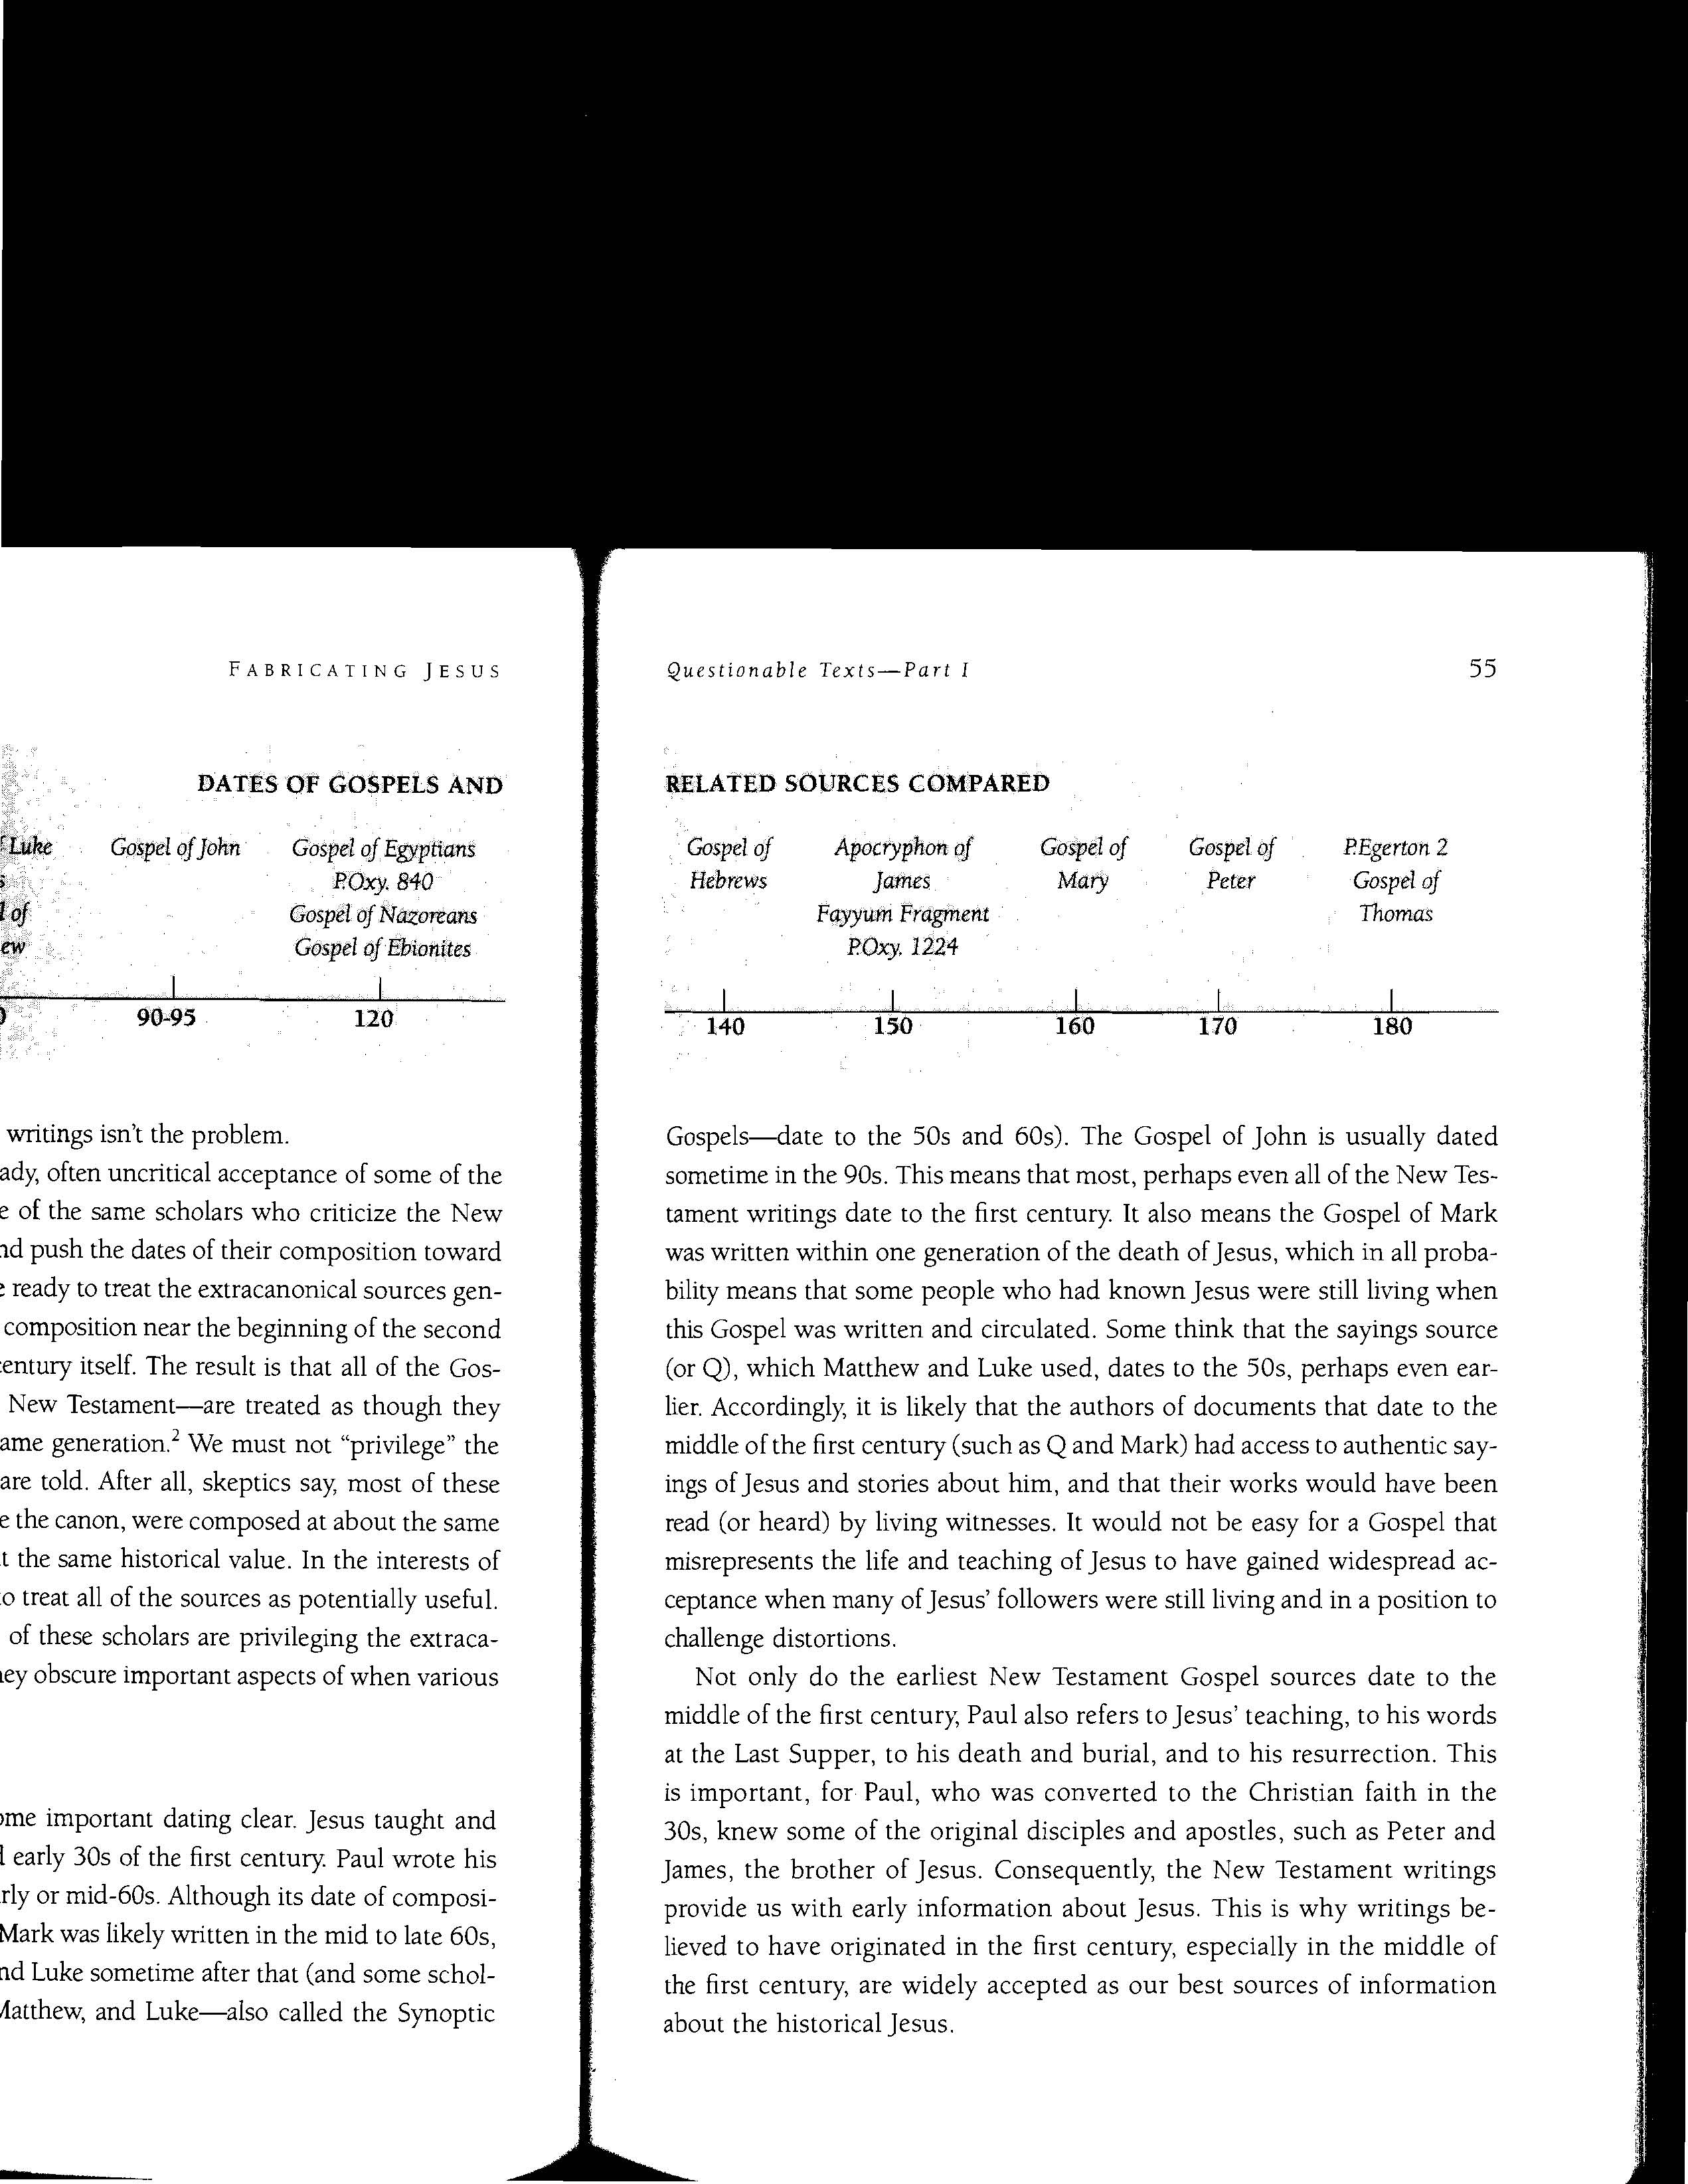 FABRICATING JESUS
DATES OF GOSPELS AND
Luke Gospel of John Gospel of Egyptians
P.Oxy. 840
of Gospel of Nazoreans
Gospel of Ebionites
90-95 120
writings isn't the problem.
often uncritical acceptance of some of the
of the same scholars who criticize the New
push the dates of their composition toward
ready to treat the extracanonical sources gen-
composition near the beginning of the second
itself. The result is that all of the Gos-
New Testament—are treated as though they
generation.2 We must not “privilege” the
are told. After all, skeptics say, most of these
the canon, were composed at about the same
the same historical value. In the interests of
treat all of the sources as potentially useful.
of these scholars are privileging the extraca-
obscure important aspects of when various
important dating clear. Jesus taught and
early 30s of the first century. Paul wrote his
or mid-60s. Although its date of composi-
Mark was likely written in the mid to late 60s,
Luke sometime after that (and some schol-
Matthew, and Luke—also called the Synoptic
Questionable Texts—Part I 55
RELATED SOURCES COMPARED
Gospel of Apocryphon of Gospel of Gospel of P.Egerton 2
Hebrews James Mary Peter Gospel of
Fayyum Fragment Thomas
P.Oxy. 1224
140 150 160 170 180
Gospels—date to the 50s and 60s). The Gospel of John is usually dated
sometime in the 90s. This means that most, perhaps even all of the New Tes-
tament writings date to the first century. It also means the Gospel of Mark
was written within one generation of the death of Jesus, which in all proba-
bility means that some people who had known Jesus were still living when
this Gospel was written and circulated. Some think that the sayings source
(or Q), which Matthew and Luke used, dates to the 50s, perhaps even ear-
lier. Accordingly, it is likely that the authors of documents that date to the
middle of the first century (such as Q and Mark) had access to authentic say-
ings of Jesus and stories about him, and that their works would have been
read (or heard) by living witnesses. It would not be easy for a Gospel that
misrepresents the life and teaching of Jesus to have gained widespread ac-
ceptance when many of Jesus' followers were still living and in a position to
challenge distortions.
Not only do the earliest New Testament Gospel sources date to the
middle of the first century, Paul also refers to Jesus' teaching, to his words
at the Last Supper, to his death and burial, and to his resurrection. This
is important, for Paul, who was converted to the Christian faith in the
30s, knew some of the original disciples and apostles, such as Peter and
James, the brother of Jesus. Consequently, the New Testament writings
provide us with early information about Jesus. This is why writings be-
lieved to have originated in the first century, especially in the middle of
the first century, are widely accepted as our best sources of information
about the historical Jesus.